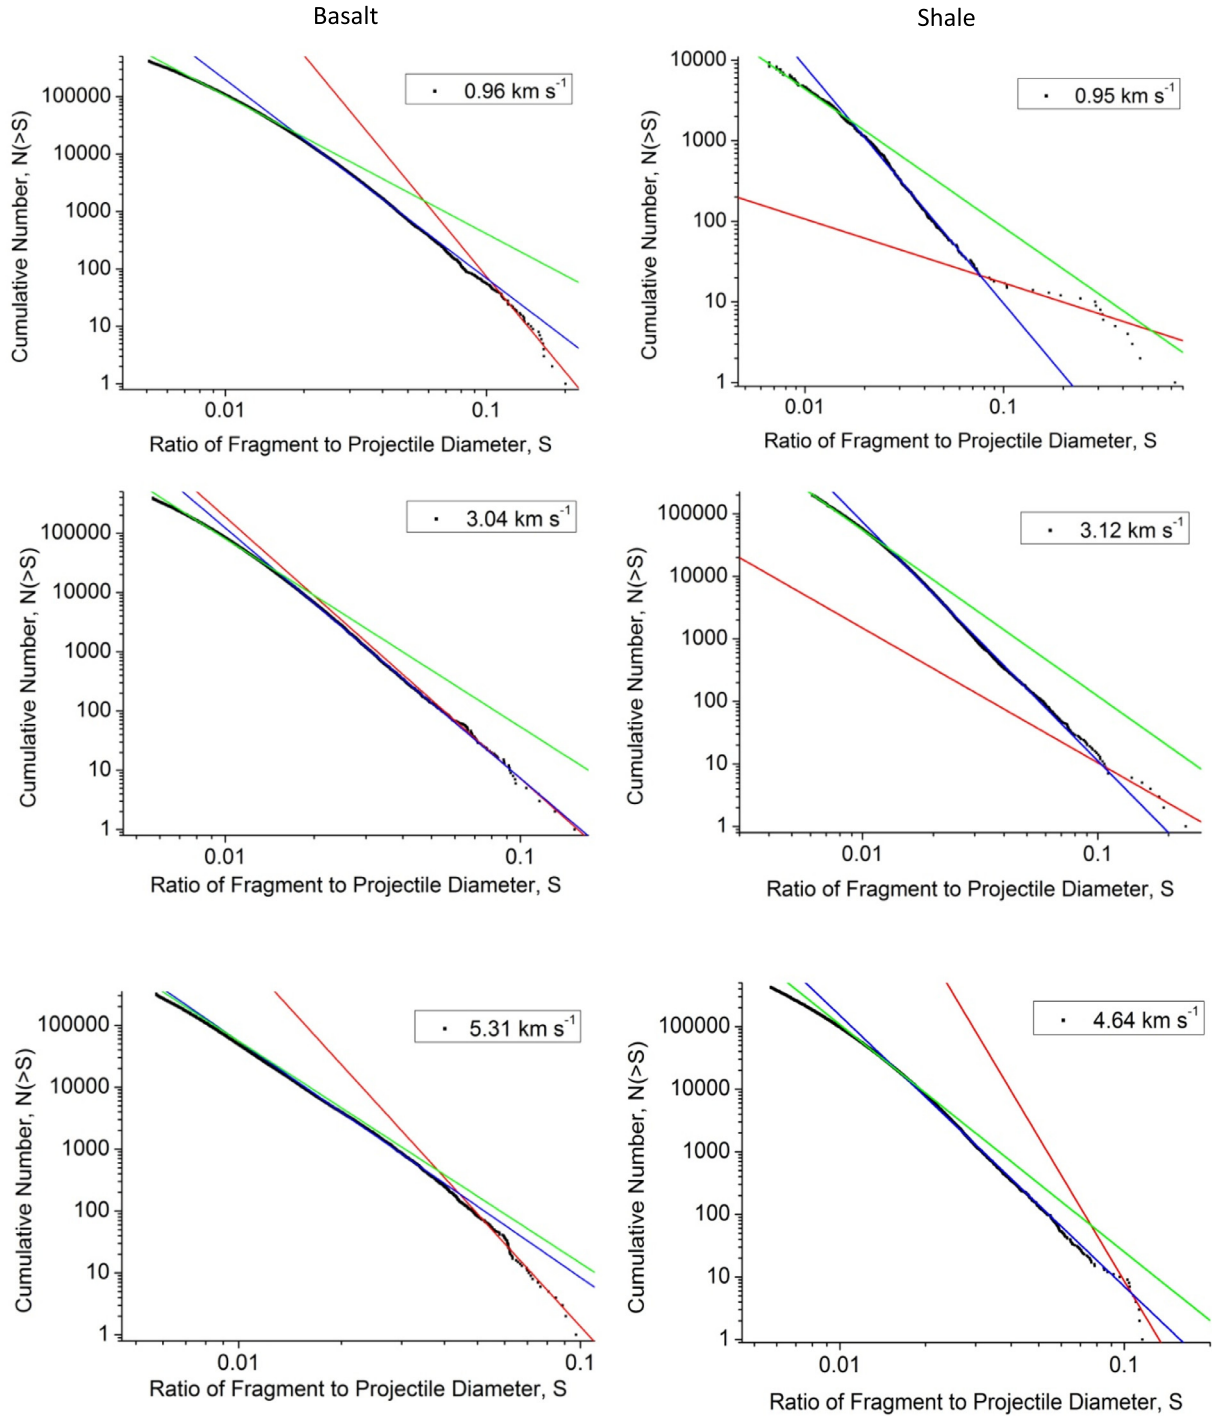 Basalt
Shale
Cumulative Number, N(>S)
100000
10000
1000
100
10
1
0.96 km s⁻¹
0.01
0.1
Ratio of Fragment to Projectile Diameter, S
Cumulative Number, N(>S)
10000
1000
100
10
1
0.95 km s⁻¹
0.01
0.1
Ratio of Fragment to Projectile Diameter, S
Cumulative Number, N(>S)
100000
10000
1000
100
10
1
3.04 km s⁻¹
0.01
0.1
Ratio of Fragment to Projectile Diameter, S
Cumulative Number, N(>S)
100000
10000
1000
100
10
1
3.12 km s⁻¹
0.01
0.1
Ratio of Fragment to Projectile Diameter, S
Cumulative Number, N(>S)
100000
10000
1000
100
10
1
5.31 km s⁻¹
0.01
0.1
Ratio of Fragment to Projectile Diameter, S
Cumulative Number, N(>S)
100000
10000
1000
100
10
1
4.64 km s⁻¹
0.01
0.1
Ratio of Fragment to Projectile Diameter, S